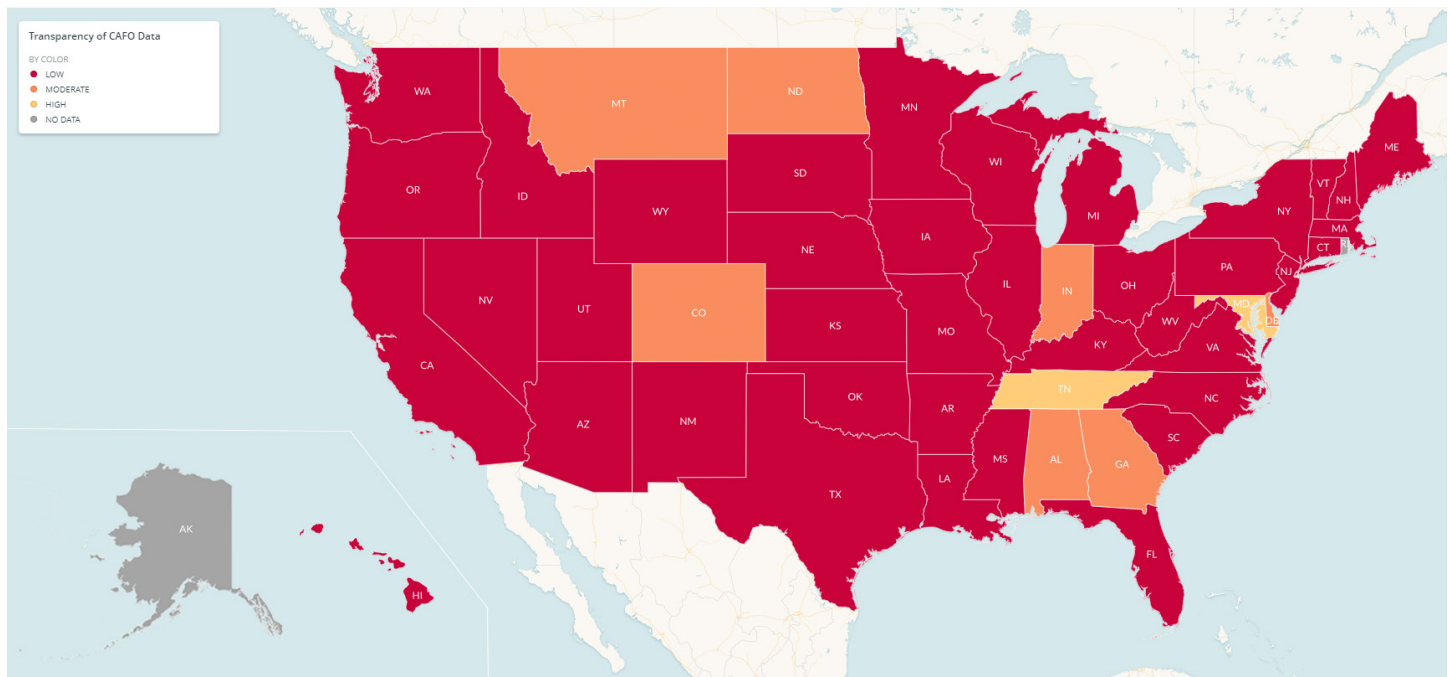 Transparency of CAFO Data
BY COLOR
LOW
MODERATE
HIGH
NO DATA
WA
MT
ND
MN
ME
OR
ID
WY
SD
WI
MI
VT
NH
NY
MA
CT
RI
NV
UT
CO
NE
IA
IL
IN
OH
PA
NJ
MD
DE
CA
KS
MO
KY
WV
VA
AZ
NM
OK
AR
TN
NC
SC
TX
LA
MS
AL
GA
FL
AK
HI